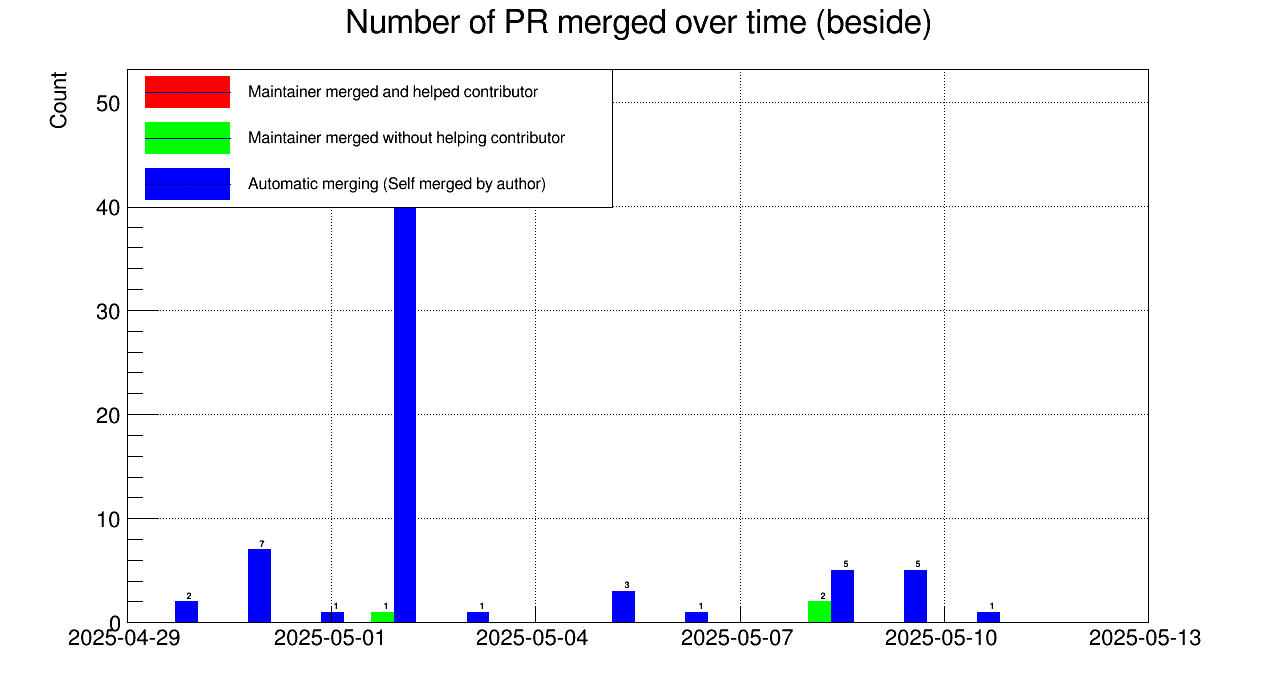 Number of PR merged over time (beside)
Count
Maintainer merged and helped contributor
Maintainer merged without helping contributor
Automatic merging (Self merged by author)
50
40
30
20
10
0
2 7 1 1 1 3 1 2 5 5 1
2025-04-29 2025-05-01 2025-05-04 2025-05-07 2025-05-10 2025-05-13